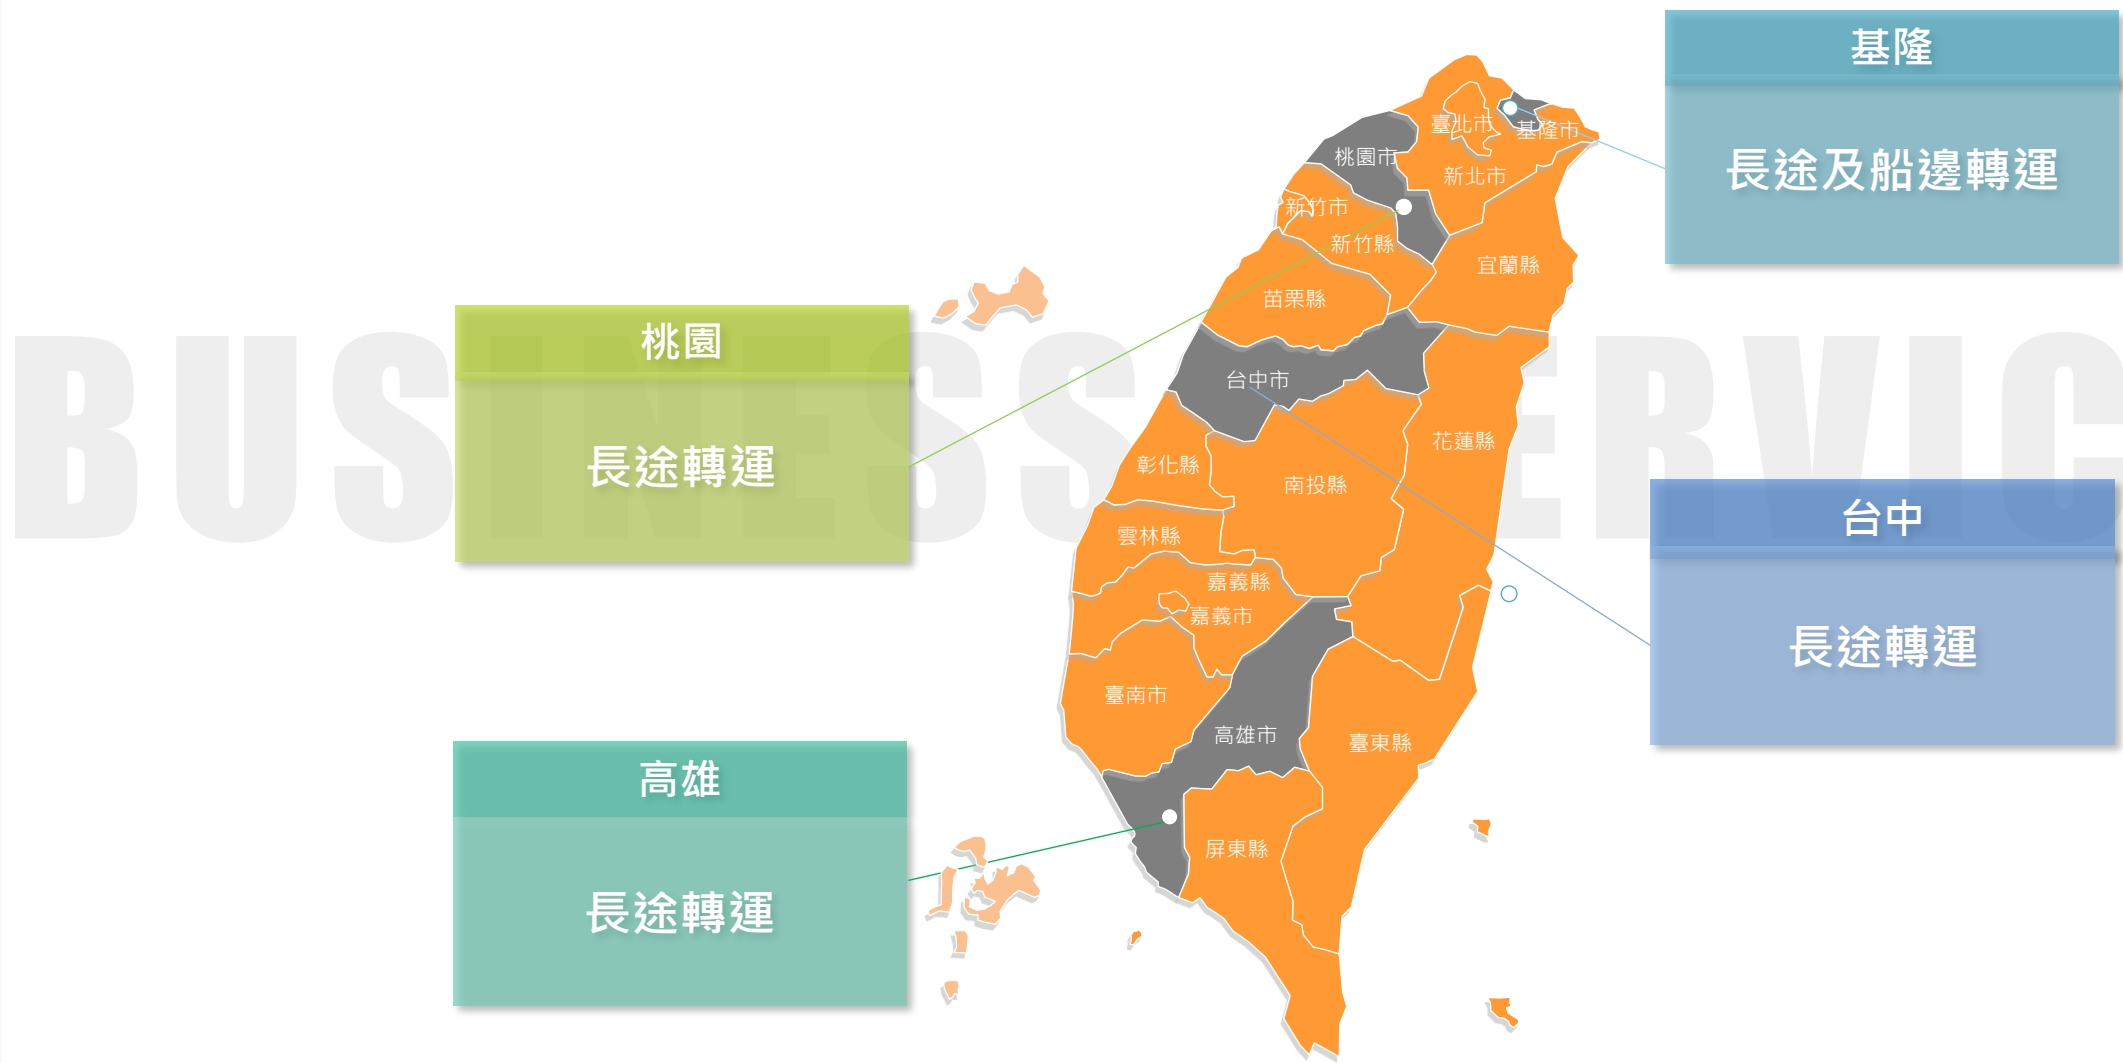 BUSINESS SERVIC
基隆
長途及船邊轉運
桃園
長途轉運
台中
長途轉運
高雄
長途轉運
臺北市
基隆市
桃園市
新北市
新竹市
新竹縣
宜蘭縣
苗栗縣
台中市
花蓮縣
彰化縣
南投縣
雲林縣
嘉義縣
嘉義市
臺南市
高雄市
臺東縣
屏東縣